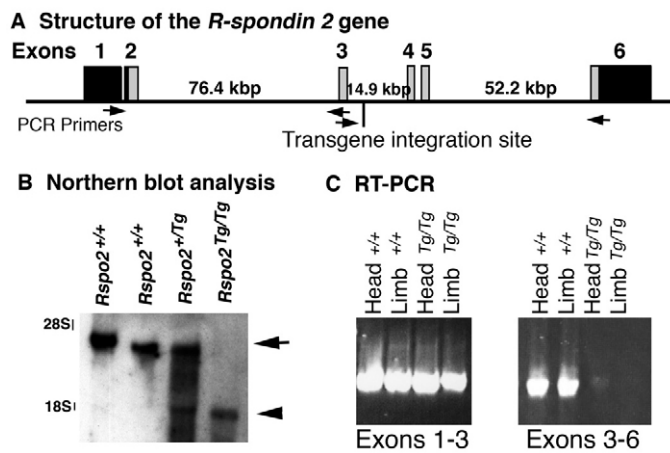 A Structure of the R-spondin 2 gene
Exons 1 2 3 4 5 6
76.4 kbp 14.9 kbp 52.2 kbp
PCR Primers
Transgene integration site
B Northern blot analysis
Rspo2+/+ Rspo2+/+ Rspo2+/Tg Rspo2Tg/Tg
28S
18S
C RT-PCR
Head +/+ Limb +/+ Head Tg/Tg Limb Tg/Tg
Head +/+ Limb +/+ Head Tg/Tg Limb Tg/Tg
Exons 1-3 Exons 3-6